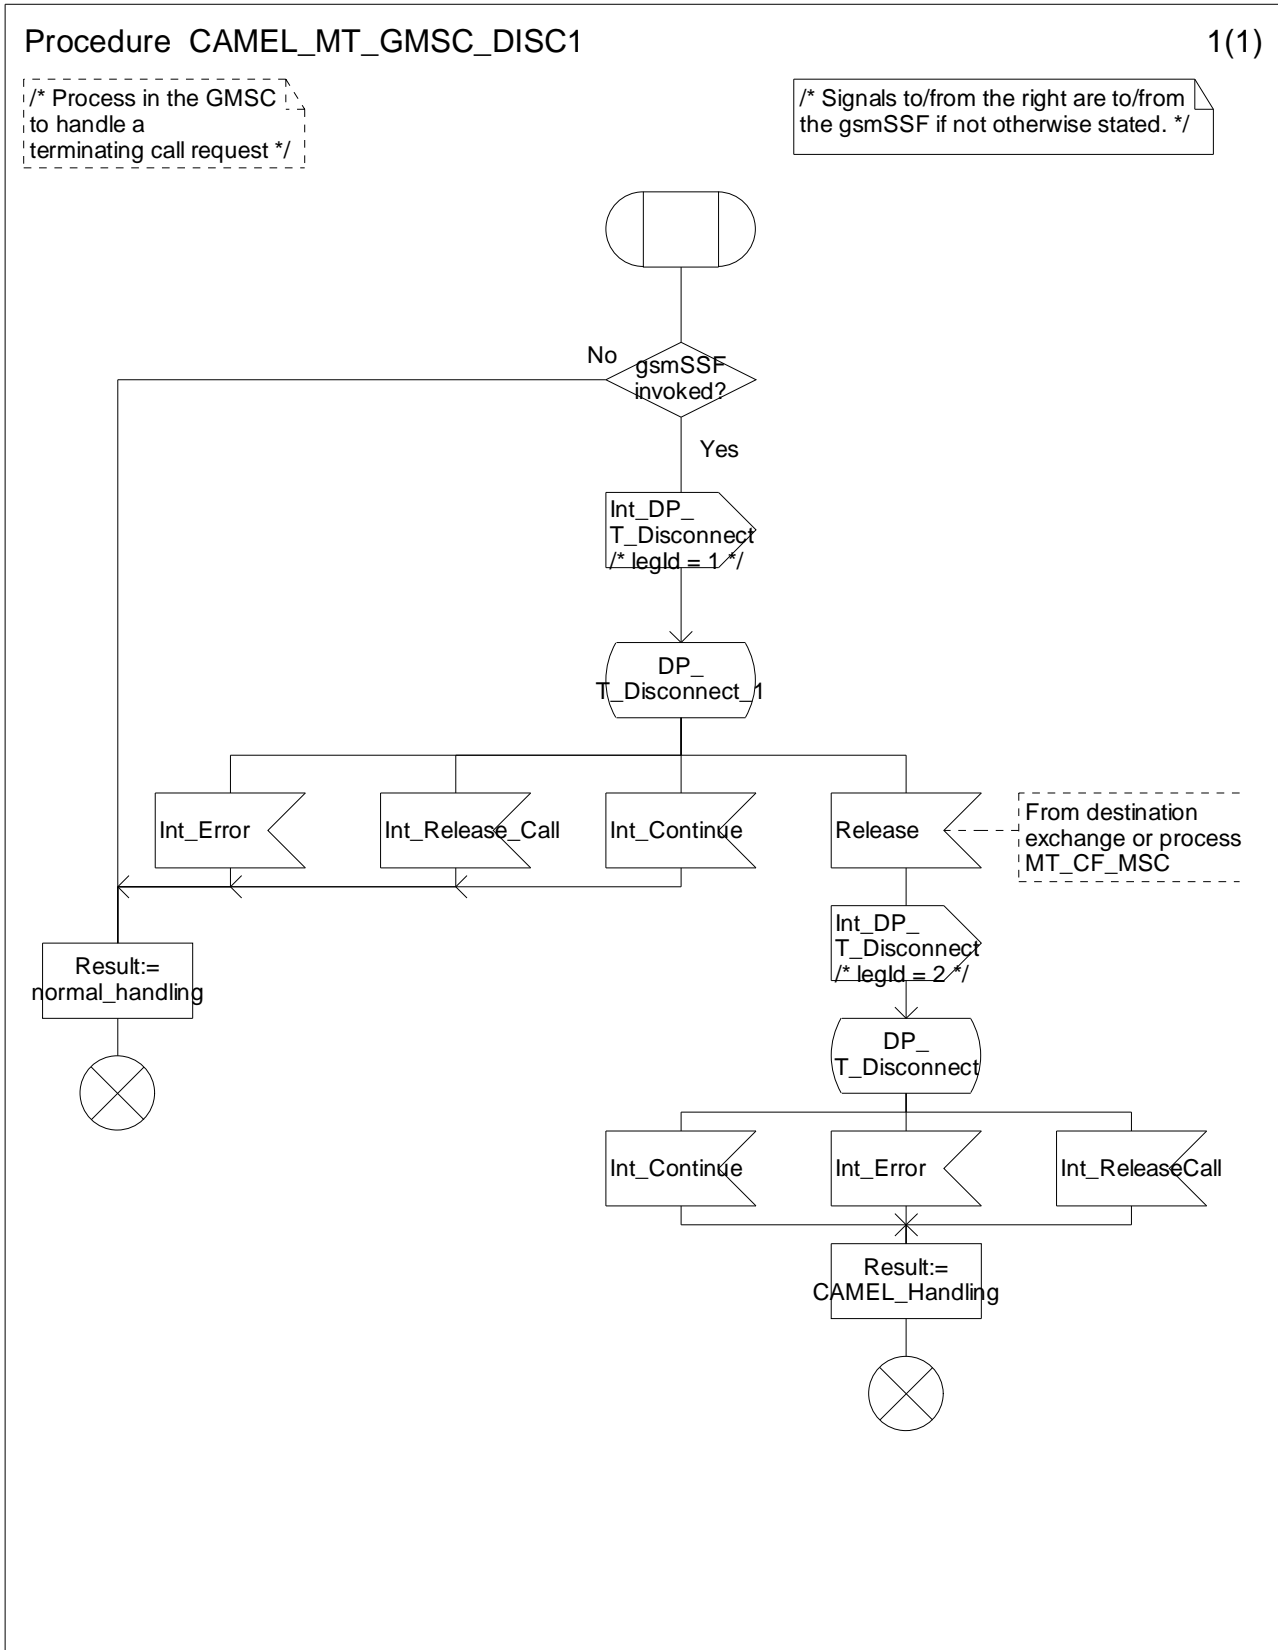 Procedure CAMEL_MT_GMSC_DISC1
1(1)
/* Process in the GMSC
to handle a
terminating call request */
/* Signals to/from the right are to/from
the gsmSSF if not otherwise stated. */
No
gsmSSF
invoked?
Yes
Int_DP_
T_Disconnect
/* legId = 1 */
DP_
T_Disconnect_1
Int_Error
Int_Release_Call
Int_Continue
Release
From destination
exchange or process
MT_CF_MSC
Int_DP_
T_Disconnect
/* legId = 2 */
Result:=
normal_handling
DP_
T_Disconnect
Int_Continue
Int_Error
Int_ReleaseCall
Result:=
CAMEL_Handling